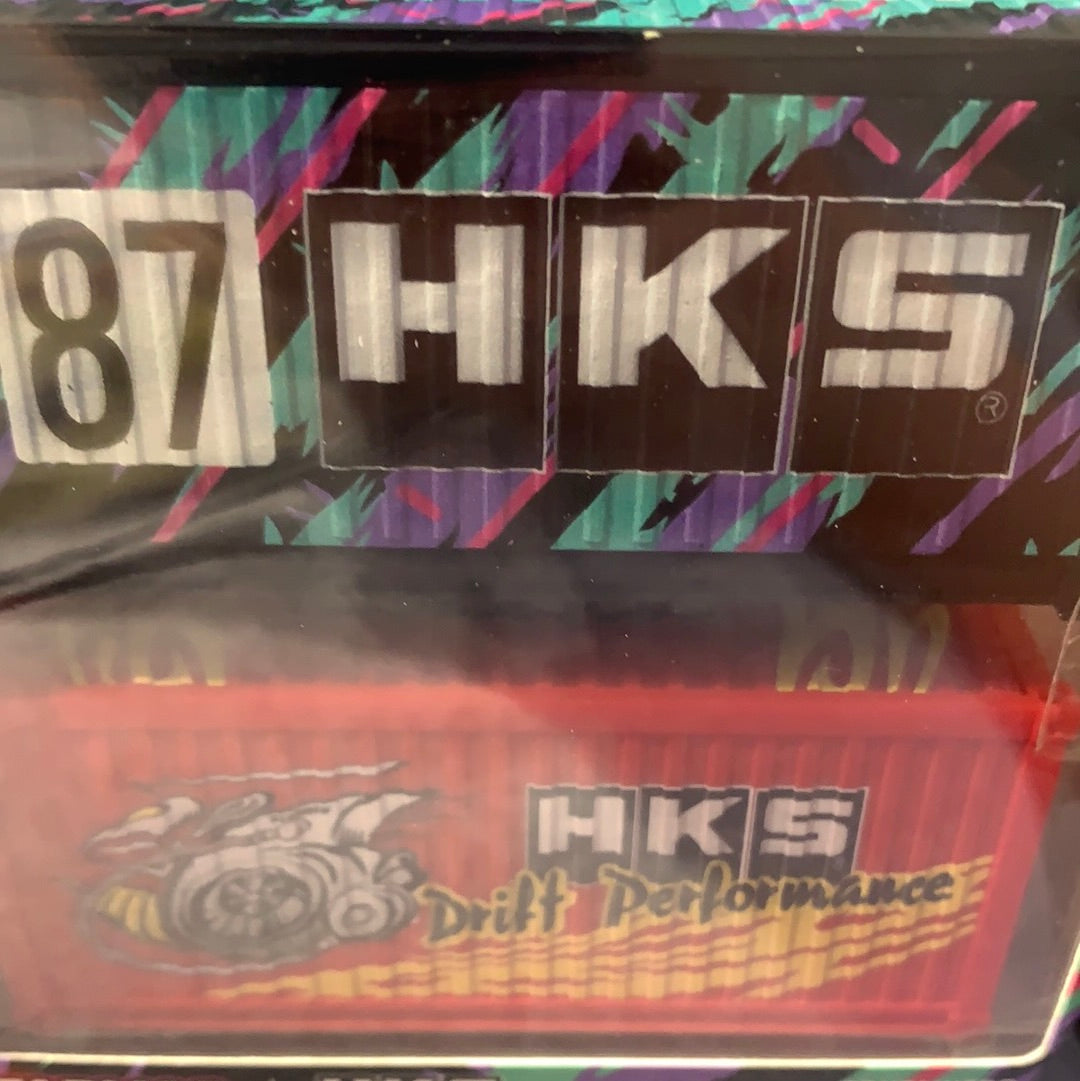 87 HKS®
HKS
Drift Performance